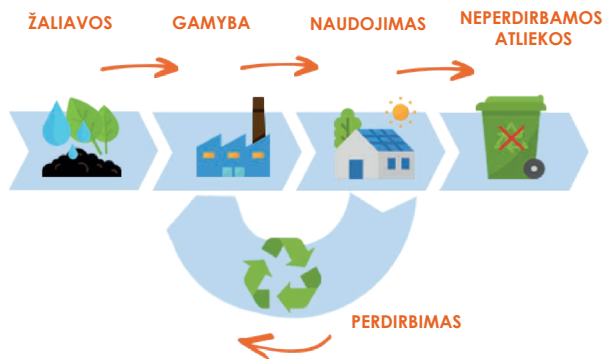 ŽALIAVOS
GAMYBA
NAUDOJIMAS
NEPERDIRBAMOS
ATLIEKOS
PERDIRBIMAS